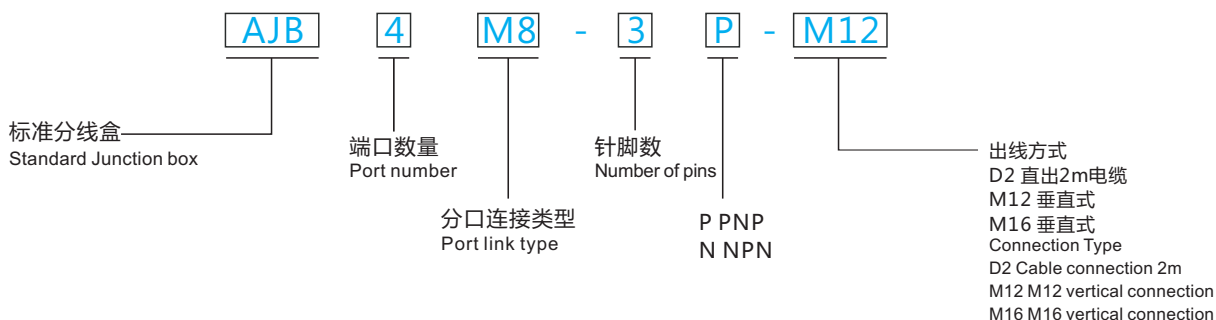 AJB 4 M8 - 3 P - M12
标准分线盒
Standard Junction box
端口数量
Port number
分口连接类型
Port link type
针脚数
Number of pins
P PNP
N NPN
出线方式
D2 直出2m电缆
M12 垂直式
M16 垂直式
Connection Type
D2 Cable connection 2m
M12 M12 vertical connection
M16 M16 vertical connection